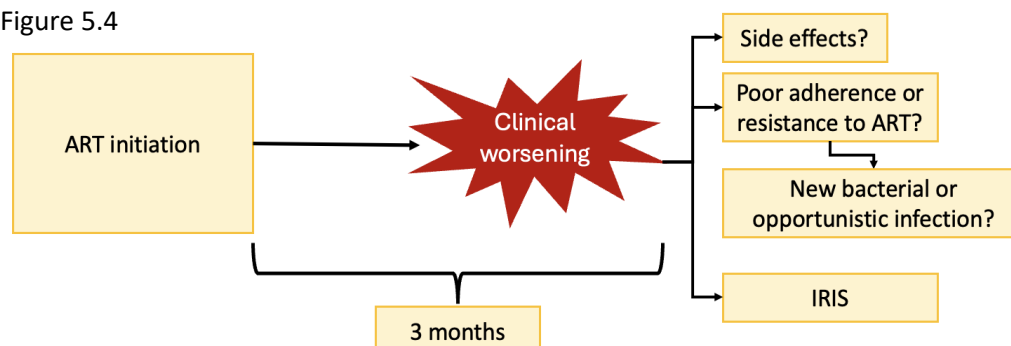 Figure 5.4
ART initiation
Clinical
worsening
3 months
Side effects?
Poor adherence or
resistance to ART?
New bacterial or
opportunistic infection?
IRIS